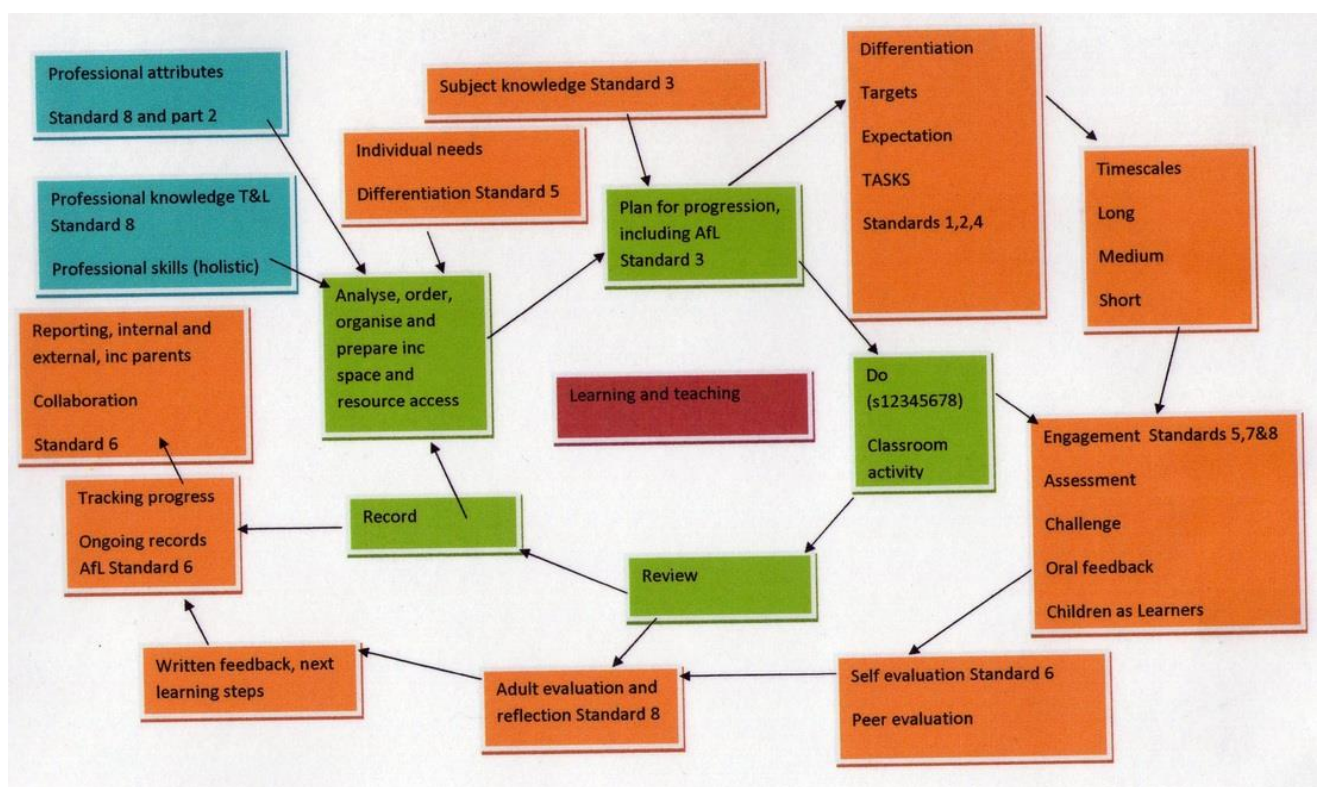 Professional attributes
Standard 8 and part 2
Subject knowledge Standard 3
Differentiation
Targets
Expectation
TASKS
Standards 1,2,4
Individual needs
Differentiation Standard 5
Professional knowledge T&L
Standard 8
Professional skills (holistic)
Plan for progression,
including AfL
Standard 3
Timescales
Long
Medium
Short
Analyse, order,
organise and
prepare inc
space and
resource access
Reporting, internal and
external, inc parents
Collaboration
Standard 6
Learning and teaching
Do
(s12345678)
Classroom
activity
Engagement Standards 5,7&8
Assessment
Challenge
Oral feedback
Children as Learners
Tracking progress
Ongoing records
AfL Standard 6
Record
Review
Written feedback, next
learning steps
Adult evaluation and
reflection Standard 8
Self evaluation Standard 6
Peer evaluation